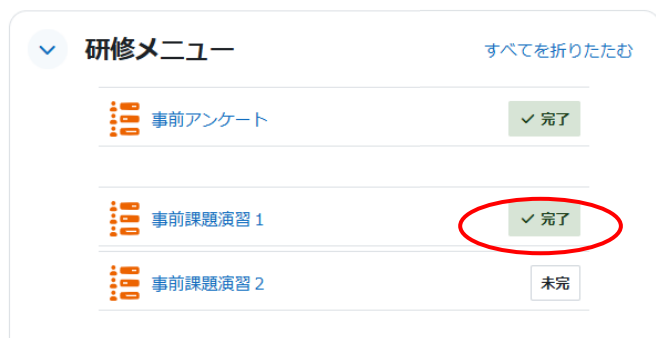 研修メニュー
すべてを折りたたむ
事前アンケート
✓ 完了
事前課題演習1
✓ 完了
事前課題演習2
未完